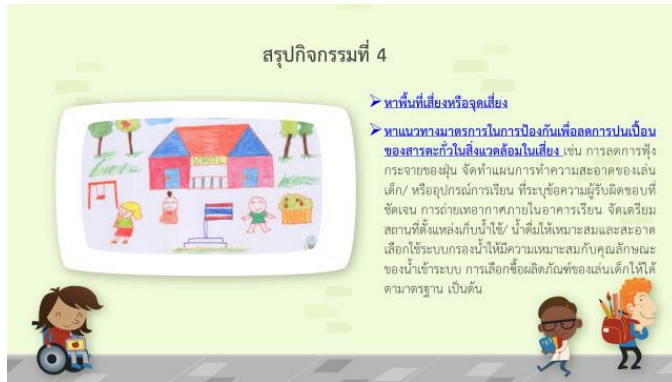 สรุปกิจกรรมที่ 4
➢ หาพื้นที่เสี่ยงหรือจุดเสี่ยง
➢ หาแนวทางมาตรการในการป้องกันเพื่อลดการปนเปื้อน
ของสารตะกั่วในสิ่งแวดล้อมในเสี่ยง เช่น การลดการฟุ้ง
กระจายของฝุ่น จัดทำแผนการทำความสะอาดของเล่น
เด็ก/ หรืออุปกรณ์การเรียน ที่ระบุข้อความผู้รับผิดชอบที่
ชัดเจน การถ่ายเทอากาศภายในอาคารเรียน จัดเตรียม
สถานที่ตั้งแหล่งเก็บน้ำใช้/ น้ำดื่มให้เหมาะสมและสะอาด
เลือกใช้ระบบกรองน้ำให้มีความเหมาะสมกับคุณลักษณะ
ของน้ำเข้าระบบ การเลือกซื้อผลิตภัณฑ์ของเล่นเด็กให้ได้
ตามาตรฐาน เป็นต้น
SCHOOL